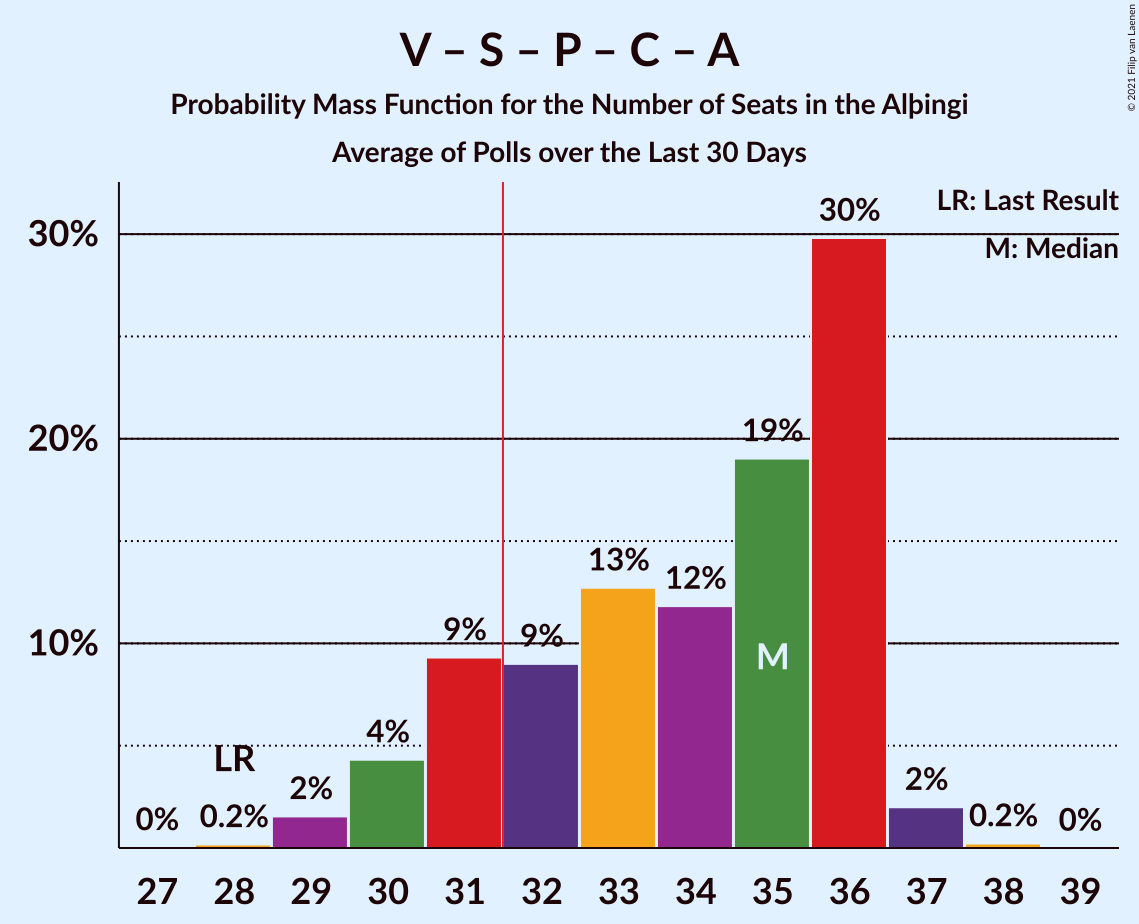 V – S – P – C – A
Probability Mass Function for the Number of Seats in the Alþingi
Average of Polls over the Last 30 Days
© 2021 Filip van Laenen
LR: Last Result
M: Median
30%
20%
10%
0%
LR
0.2%
2%
4%
9%
9%
13%
12%
19%
M
30%
2%
0.2%
0%
27 28 29 30 31 32 33 34 35 36 37 38 39